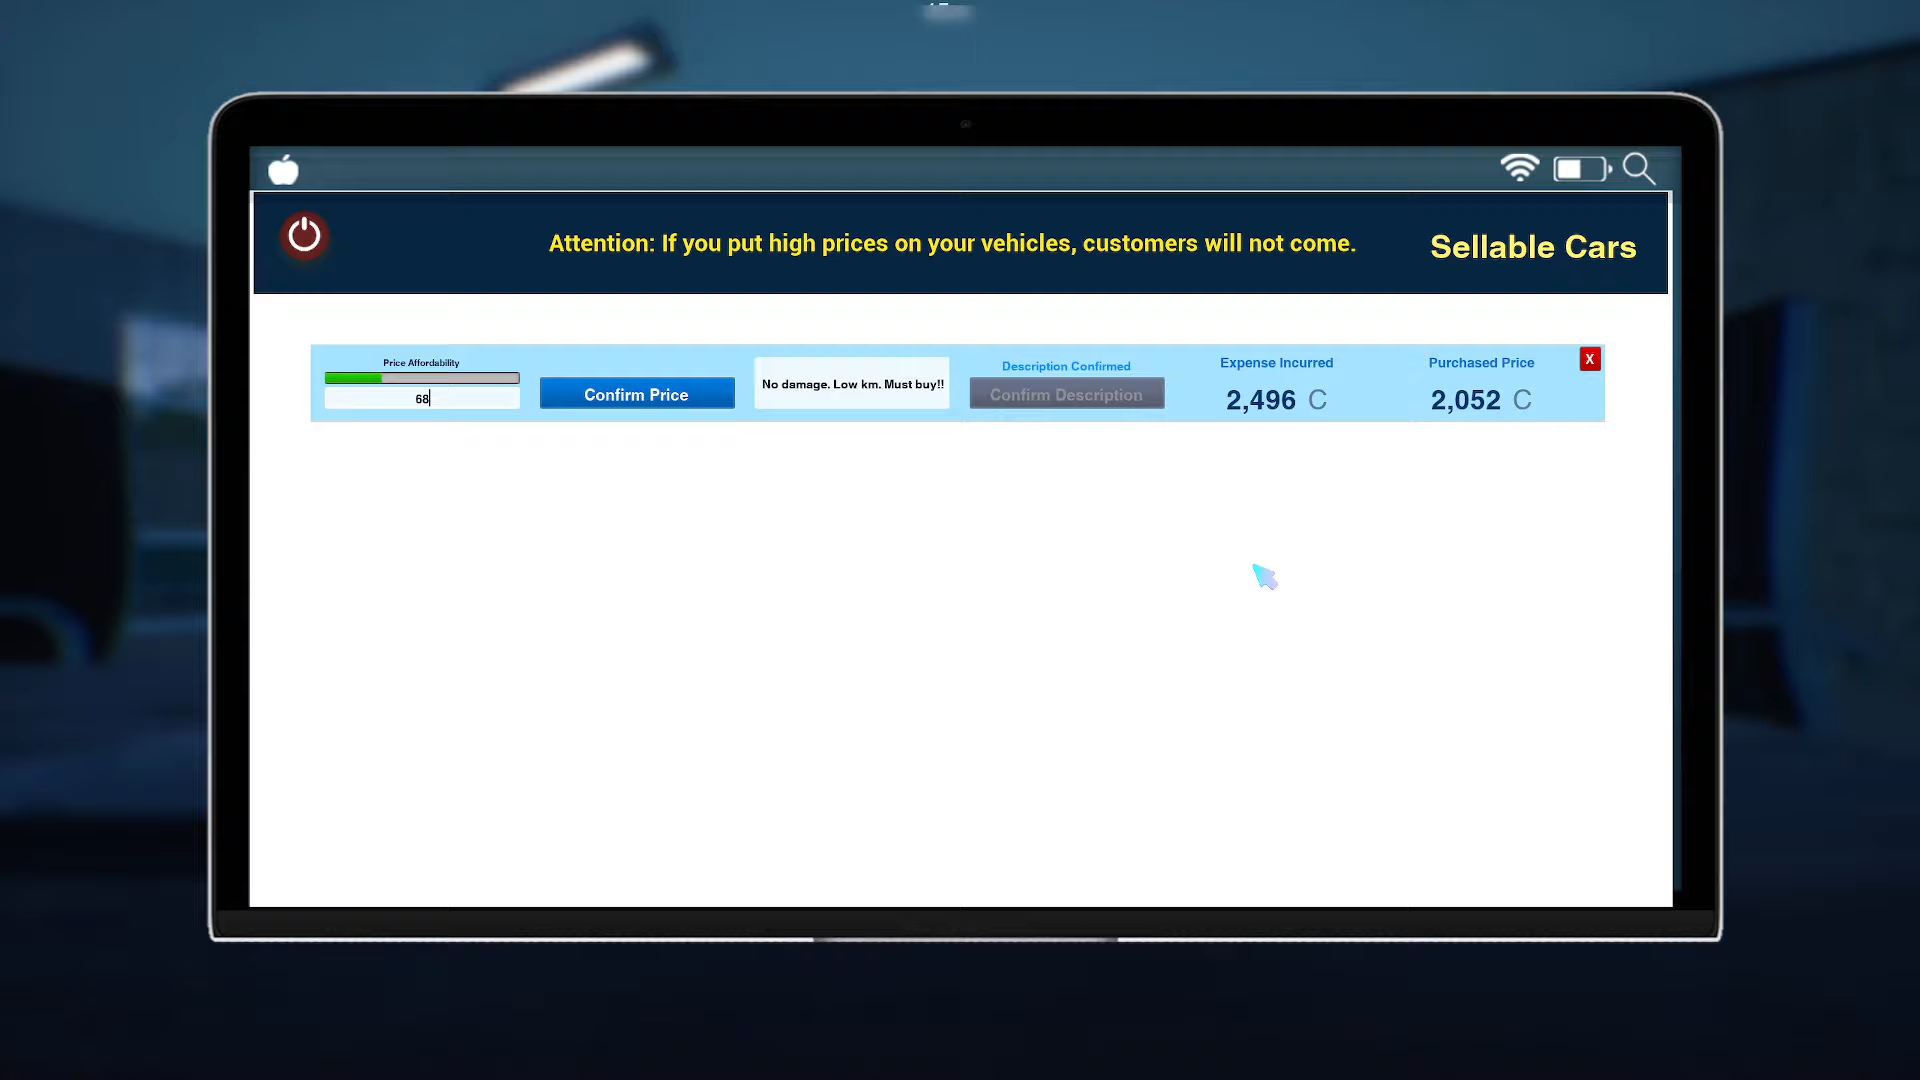 Attention: If you put high prices on your vehicles, customers will not come.
Sellable Cars
Price Affordability
68
Confirm Price
No damage. Low km. Must buy!!
Description Confirmed
Confirm Description
Expense Incurred
2,496 C
Purchased Price
2,052 C
X